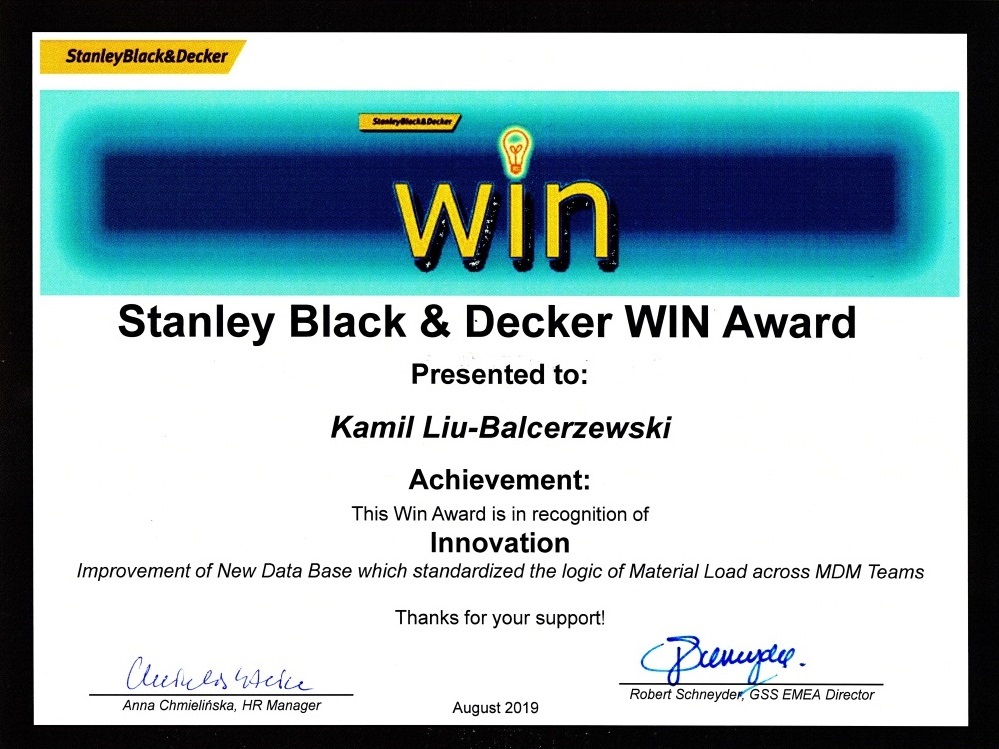 StanleyBlack&Decker
StanleyBlack&Decker
win
Stanley Black & Decker WIN Award
Presented to:
Kamil Liu-Balcerzewski
Achievement:
This Win Award is in recognition of
Innovation
Improvement of New Data Base which standardized the logic of Material Load across MDM Teams
Thanks for your support!
Anna Chmielińska, HR Manager
August 2019
Robert Schneyder, GSS EMEA Director